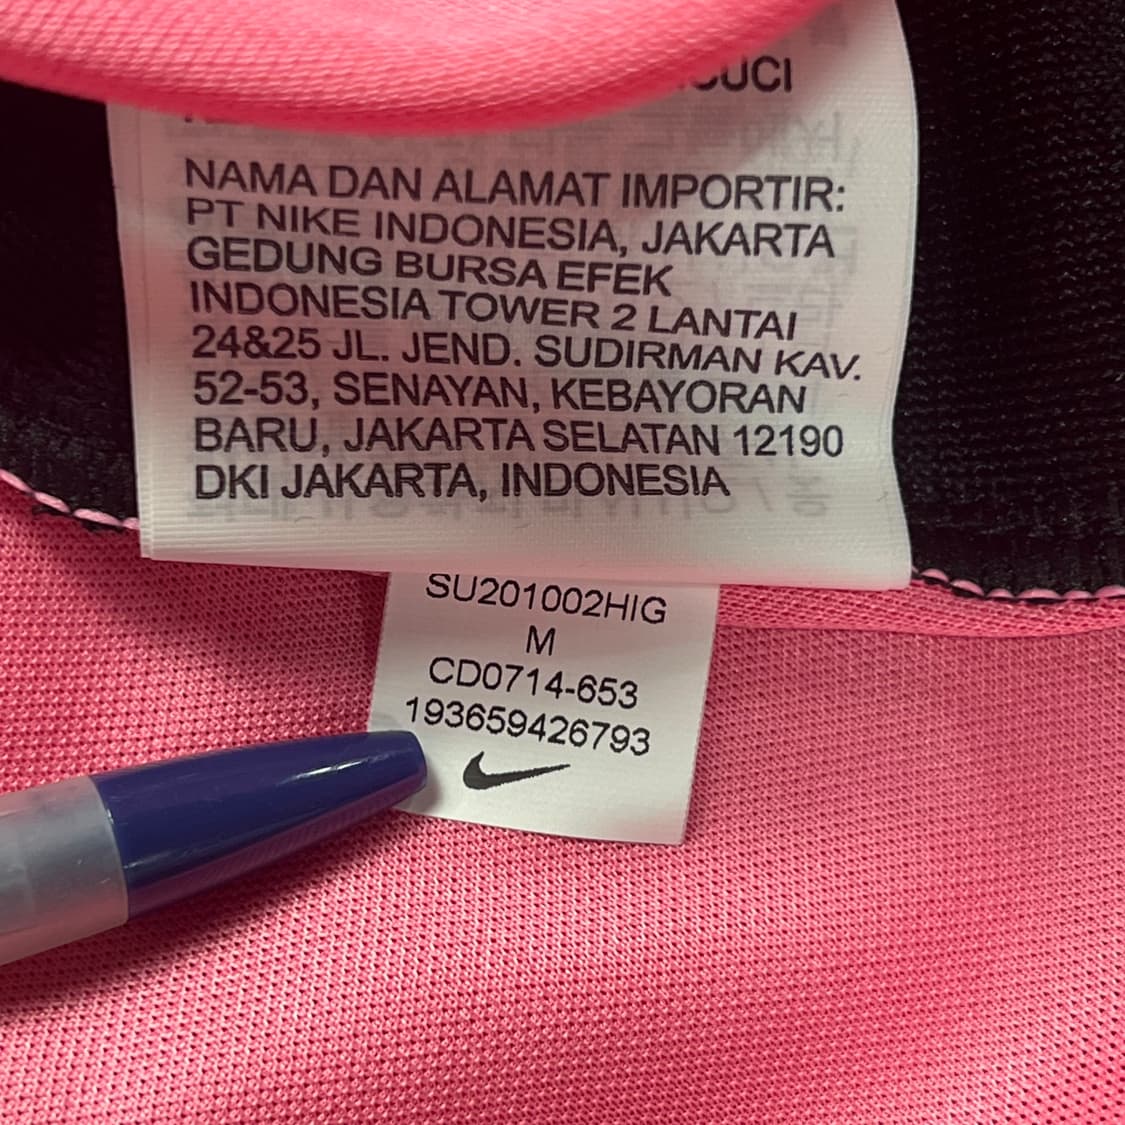 NAMA DAN ALAMAT IMPORTIR:
PT NIKE INDONESIA, JAKARTA
GEDUNG BURSA EFEK
INDONESIA TOWER 2 LANTAI
24&25 JL. JEND. SUDIRMAN KAV.
52-53, SENAYAN, KEBAYORAN
BARU, JAKARTA SELATAN 12190
DKI JAKARTA, INDONESIA
SU201002HIG
M
CD0714-653
193659426793